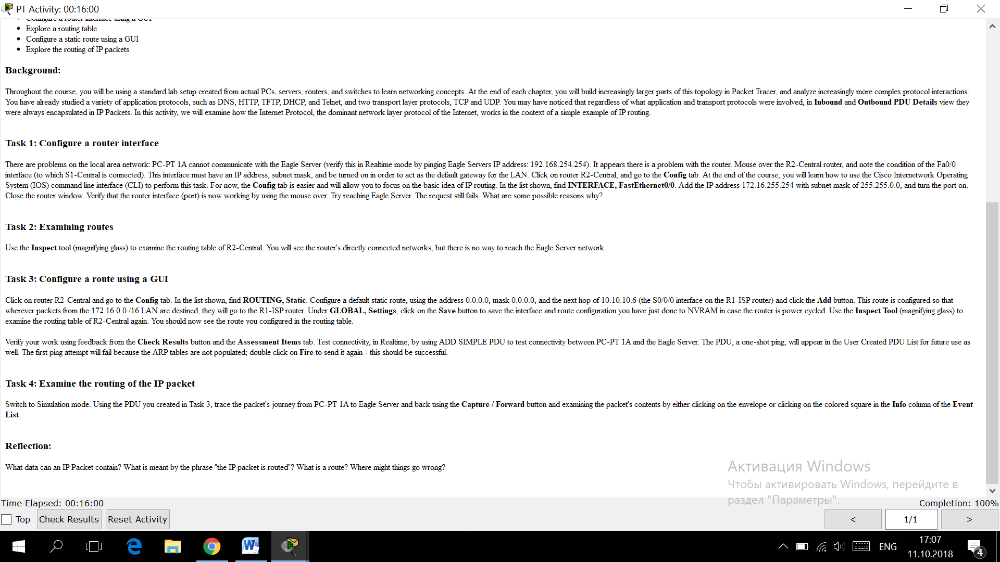 PT Activity: 00:16:00
Configure a router interface using a GUI
Explore a routing table
Configure a static route using a GUI
Explore the routing of IP packets
Background:
Throughout the course, you will be using a standard lab setup created from actual PCs, servers, routers, and switches to learn networking concepts. At the end of each chapter, you will build increasingly larger parts of this topology in Packet Tracer, and analyze increasingly more complex protocol interactions.
You have already studied a variety of application protocols, such as DNS, HTTP, TFTP, DHCP, and Telnet, and two transport layer protocols, TCP and UDP. You may have noticed that regardless of what application and transport protocols were involved, in Inbound and Outbound PDU Details view they
were always encapsulated in IP Packets. In this activity, we will examine how the Internet Protocol, the dominant network layer protocol of the Internet, works in the context of a simple example of IP routing.
Task 1: Configure a router interface
There are problems on the local area network: PC-PT 1A cannot communicate with the Eagle Server (verify this in Realtime mode by pinging Eagle Servers IP address: 192.168.254.254). It appears there is a problem with the router. Mouse over the R2-Central router, and note the condition of the Fa0/0
interface (to which S1-Central is connected). This interface must have an IP address, subnet mask, and be turned on in order to act as the default gateway for the LAN. Click on router R2-Central, and go to the Config tab. At the end of the course, you will learn how to use the Cisco Internetwork Operating
System (IOS) command line interface (CLI) to perform this task. For now, the Config tab is easier and will allow you to focus on the basic idea of IP routing. In the list shown, find INTERFACE, FastEthernet0/0. Add the IP address 172.16.255.254 with subnet mask of 255.255.0.0, and turn the port on.
Close the router window. Verify that the router interface (port) is now working by using the mouse over. Try reaching Eagle Server. The request still fails. What are some possible reasons why?
Task 2: Examining routes
Use the Inspect tool (magnifying glass) to examine the routing table of R2-Central. You will see the router's directly connected networks, but there is no way to reach the Eagle Server network.
Task 3: Configure a route using a GUI
Click on router R2-Central and go to the Config tab. In the list shown, find ROUTING, Static. Configure a default static route, using the address 0.0.0.0, mask 0.0.0.0, and the next hop of 10.10.10.6 (the S0/0/0 interface on the R1-ISP router) and click the Add button. This route is configured so that
wherever packets from the 172.16.0.0 /16 LAN are destined, they will go to the R1-ISP router. Under GLOBAL, Settings, click on the Save button to save the interface and route configuration you have just done to NVRAM in case the router is power cycled. Use the Inspect Tool (magnifying glass) to
examine the routing table of R2-Central again. You should now see the route you configured in the routing table.
Verify your work using feedback from the Check Results button and the Assessment Items tab. Test connectivity, in Realtime, by using ADD SIMPLE PDU to test connectivity between PC-PT 1A and the Eagle Server. The PDU, a one-shot ping, will appear in the User Created PDU List for future use as
well. The first ping attempt will fail because the ARP tables are not populated; double click on Fire to send it again - this should be successful.
Task 4: Examine the routing of the IP packet
Switch to Simulation mode. Using the PDU you created in Task 3, trace the packet's journey from PC-PT 1A to Eagle Server and back using the Capture / Forward button and examining the packet's contents by either clicking on the envelope or clicking on the colored square in the Info column of the Event
List.
Reflection:
What data can an IP Packet contain? What is meant by the phrase "the IP packet is routed"? What is a route? Where might things go wrong?
Активация Windows
Чтобы активировать Windows, перейдите в
раздел "Параметры".
Time Elapsed: 00:16:00
Completion: 100%
Top
Check Results
Reset Activity
<
1/1
>
ENG
17:07
11.10.2018
4